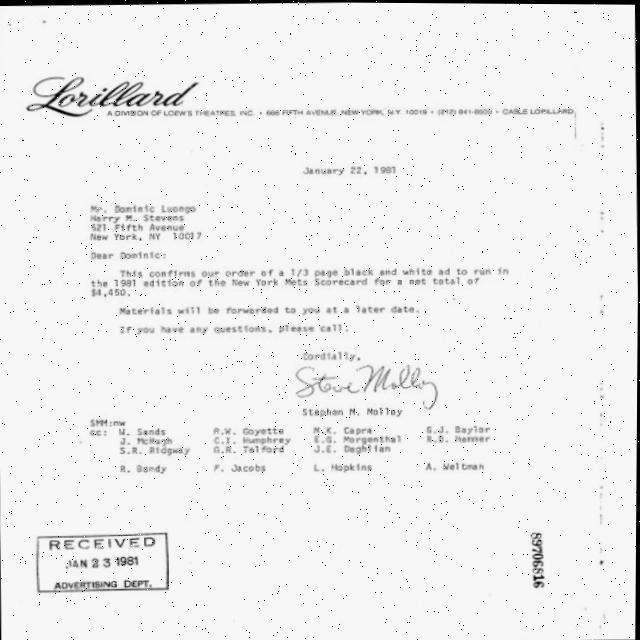 Lorillard
A DIVISION OF LOEW'S THEATRES, INC. • 666 FIFTH AVENUE, NEW YORK, N.Y. 10019 • (212) 841-8600 • CABLE LORILLARD
January 22, 1981
Mr. Dominic Luongo
Harry M. Stevens
521 Fifth Avenue
New York, NY 10017
Dear Dominic:
This confirms our order of a 1/3 page black and white ad to run in
the 1981 edition of the New York Mets Scorecard for a net total of
$4,450.
Materials will be forwarded to you at a later date.
If you have any questions, please call.
Cordially,
Steve Molloy
Stephen M. Molloy
SMM:nw
cc: W. Sands R.W. Goyette M.K. Capra G.J. Baylor
J. McHugh C.I. Humphrey E.G. Morgenthal R.D. Hammer
S.R. Ridgway G.R. Telford J.E. Daghlian
R. Bandy F. Jacobs L. Hopkins A. Weitman
RECEIVED
JAN 23 1981
ADVERTISING DEPT.
89706816